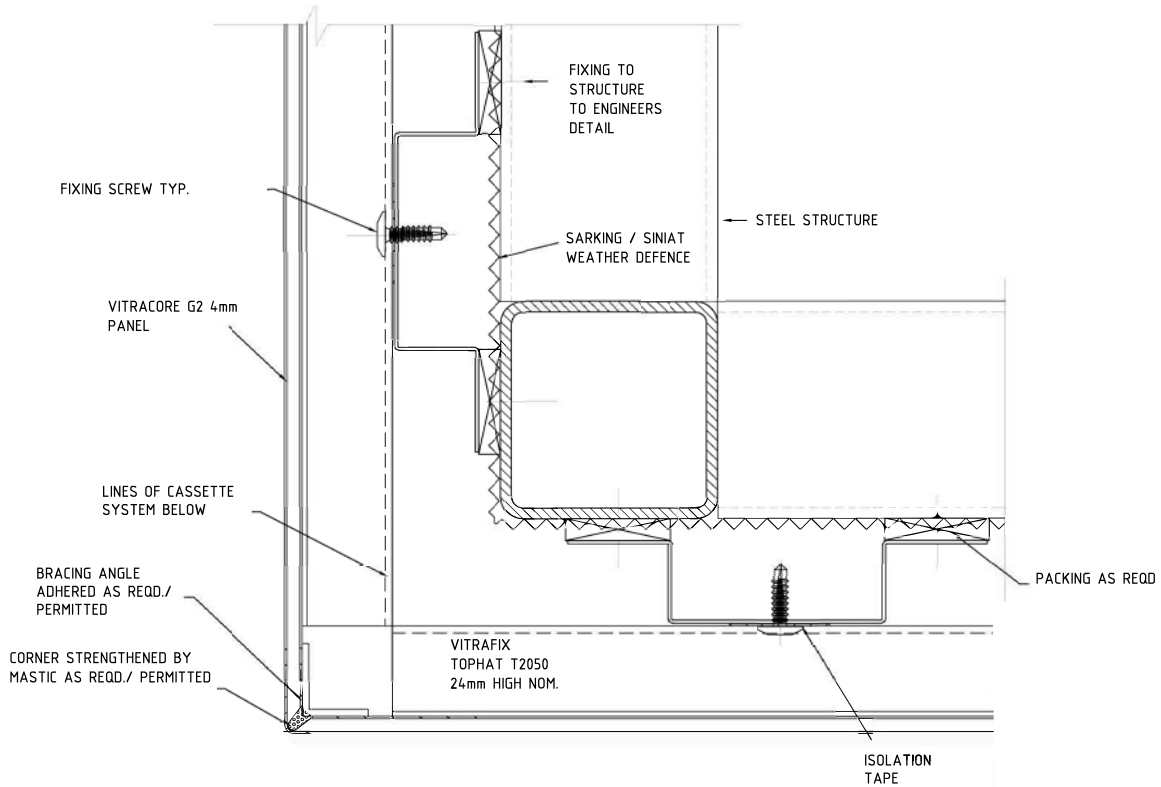 FIXING TO
STRUCTURE
TO ENGINEERS
DETAIL
FIXING SCREW TYP.
STEEL STRUCTURE
SARKING / SINIAT
WEATHER DEFENCE
VITRACORE G2 4mm
PANEL
LINES OF CASSETTE
SYSTEM BELOW
BRACING ANGLE
ADHERED AS REQD./
PERMITTED
PACKING AS REQD
CORNER STRENGTHENED BY
MASTIC AS REQD./ PERMITTED
VITRAFIX
TOPHAT T2050
24mm HIGH NOM.
ISOLATION
TAPE